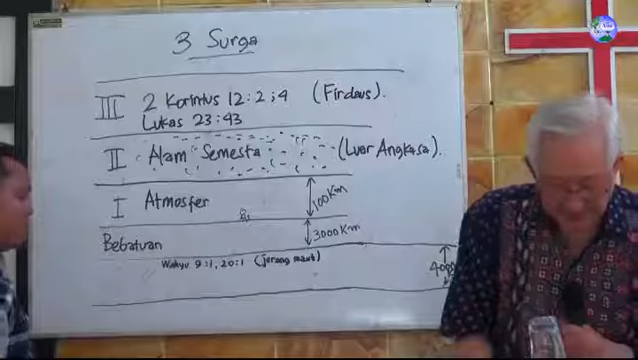 3 Surga
III 2 Korintus 12:2;4 (Firdaus).
Lukas 23:43
II Alam Semesta (Luar Angkasa).
I Atmosfer 100 Km
Bebatuan 3000 Km
Wahyu 9:1, 20:1 (jurang maut)